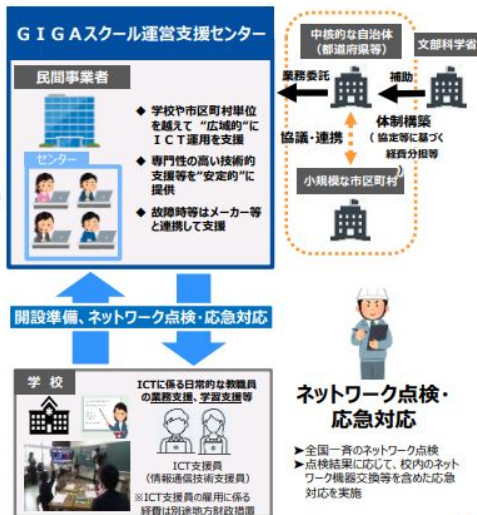 GIGAスクール運営支援センター
民間事業者
センター
◆ 学校や市区町村単位
を越えて “広域的“に
ICT運用を支援
◆ 専門性の高い技術的
支援等を“安定的“に
提供
◆ 故障時等はメーカー等
と連携して支援
中核的な自治体
（都道府県等）
文部科学省
業務委託
補助
体制構築
（ 協定等に基づく
経費分担等
）
協議・連携
小規模な市区町村
開設準備、ネットワーク点検・応急対応
学 校
ICTに係る日常的な教職員
の業務支援、学習支援等
ICT支援員
（情報通信技術支援員）
※ICT支援員の雇用に係る
経費は別途地方財政措置
ネットワーク点検・
応急対応
➤全国一斉のネットワーク点検
➤点検結果に応じて、校内のネット
ワーク機器交換等を含めた応急
対応を実施